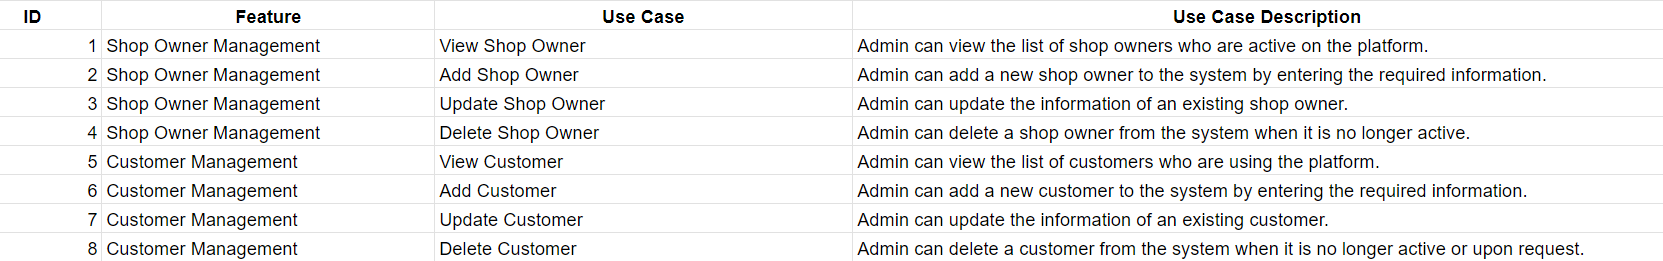 ID Feature Use Case Use Case Description
1 Shop Owner Management View Shop Owner Admin can view the list of shop owners who are active on the platform.
2 Shop Owner Management Add Shop Owner Admin can add a new shop owner to the system by entering the required information.
3 Shop Owner Management Update Shop Owner Admin can update the information of an existing shop owner.
4 Shop Owner Management Delete Shop Owner Admin can delete a shop owner from the system when it is no longer active.
5 Customer Management View Customer Admin can view the list of customers who are using the platform.
6 Customer Management Add Customer Admin can add a new customer to the system by entering the required information.
7 Customer Management Update Customer Admin can update the information of an existing customer.
8 Customer Management Delete Customer Admin can delete a customer from the system when it is no longer active or upon request.